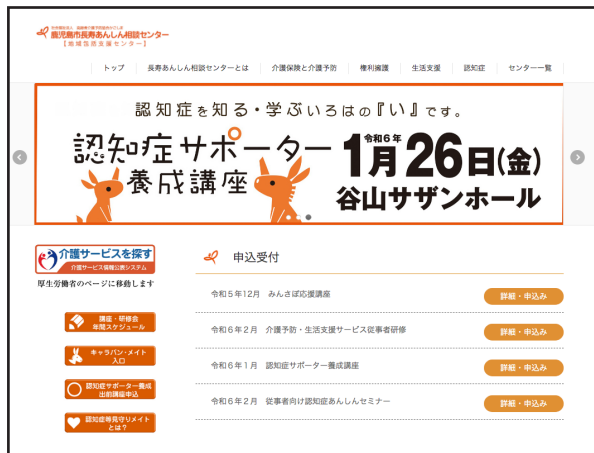 鹿児島市長寿あんしん相談センター
【地域包括支援センター】
トップ 長寿あんしん相談センターとは 介護保険と介護予防 権利擁護 生活支援 認知症 センター一覧
認知症を知る・学ぶいろはの『い』です。
認知症サポーター
養成講座
令和6年
1月26日(金)
谷山サザンホール
介護サービスを探す
介護サービス情報公表システム
厚生労働省のページに移動します
講座・研修会
年間スケジュール
キャラバン・メイト
入口
認知症サポーター養成
出前講座申込
認知症等見守りメイト
とは？
申込受付
令和5年12月 みんさぽ応援講座 詳細・申込み
令和6年2月 介護予防・生活支援サービス従事者研修 詳細・申込み
令和6年1月 認知症サポーター養成講座 詳細・申込み
令和6年2月 従事者向け認知症あんしんセミナー 詳細・申込み